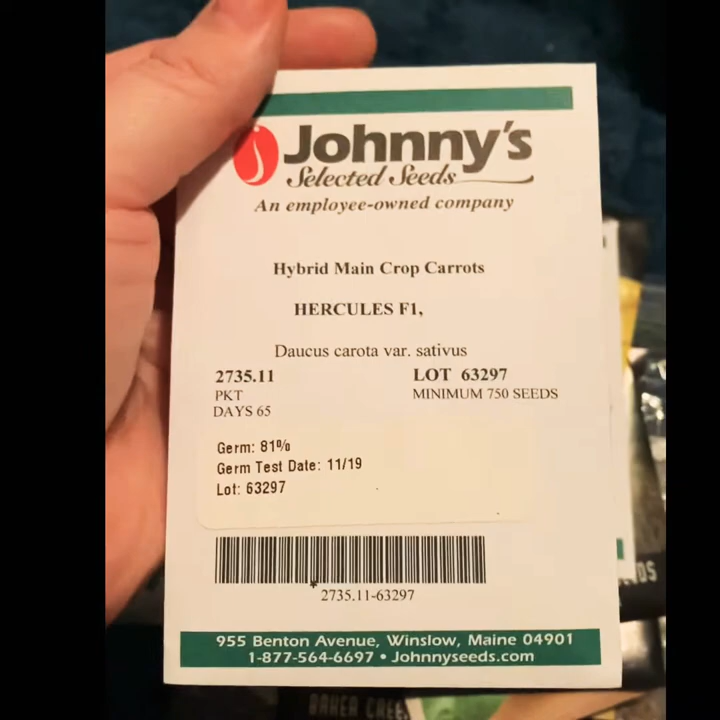 Johnny's
Selected Seeds
An employee-owned company
Hybrid Main Crop Carrots
HERCULES F1,
Daucus carota var. sativus
2735.11 LOT 63297
PKT MINIMUM 750 SEEDS
DAYS 65
Germ: 81%
Germ Test Date: 11/19
Lot: 63297
2735.11-63297
955 Benton Avenue, Winslow, Maine 04901
1-877-564-6697 • Johnnyseeds.com
BAKER CREE